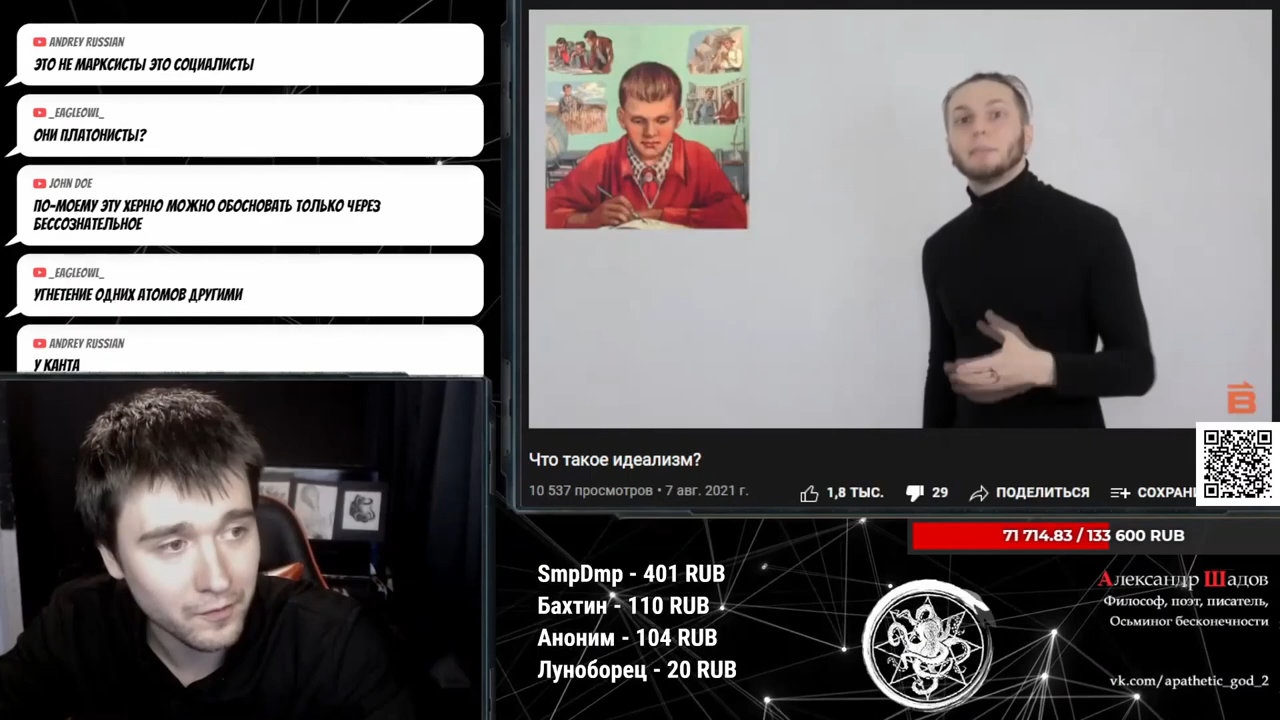 ANDREY RUSSIAN
ЭТО НЕ МАРКСИСТЫ ЭТО СОЦИАЛИСТЫ
_EAGLEOWL_
ОНИ ПЛАТОНИСТЫ?
JOHN DOE
ПО-МОЕМУ ЭТУ ХЕРНЮ МОЖНО ОБОСНОВАТЬ ТОЛЬКО ЧЕРЕЗ
БЕССОЗНАТЕЛЬНОЕ
_EAGLEOWL_
УГНЕТЕНИЕ ОДНИХ АТОМОВ ДРУГИМИ
ANDREY RUSSIAN
У КАНТА
В
Что такое идеализм?
10 537 просмотров • 7 авг. 2021 г.
1,8 ТЫС.
29
ПОДЕЛИТЬСЯ
СОХРАНИ
71 714.83 / 133 600 RUB
SmpDmp - 401 RUB
Бахтин - 110 RUB
Аноним - 104 RUB
Луноборец - 20 RUB
Александр Шадов
Философ, поэт, писатель,
Осьминог бесконечности
vk.com/apathetic_god_2